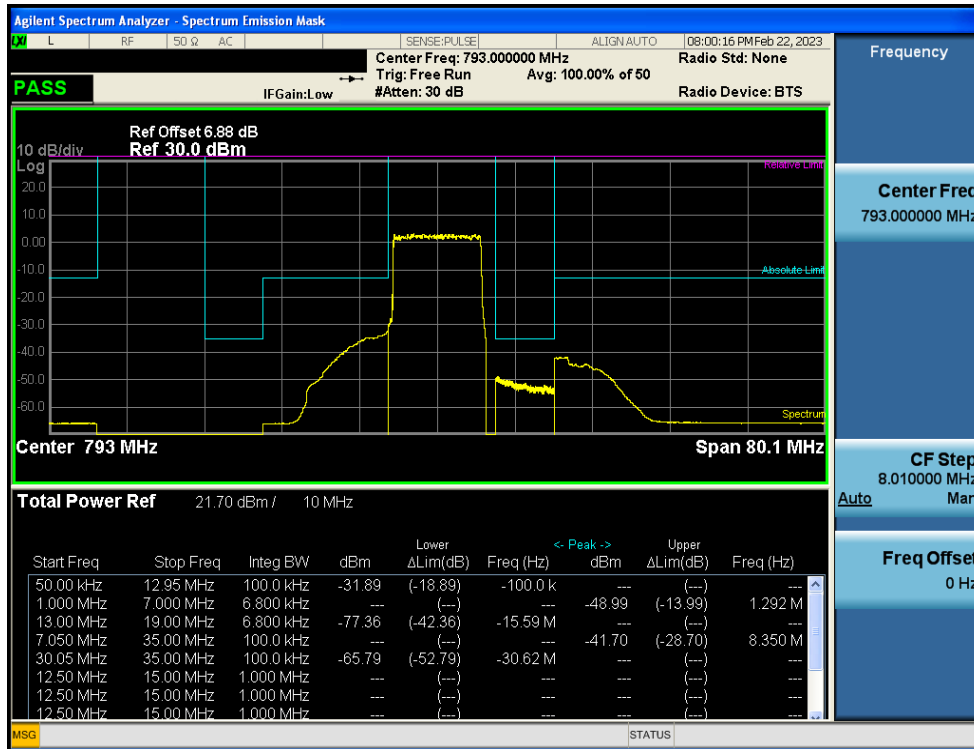 Agilent Spectrum Analyzer - Spectrum Emission Mask
LXI L RF 50 Ω AC SENSE:PULSE ALIGN AUTO 08:00:16 PM Feb 22, 2023
Center Freq: 793.000000 MHz Radio Std: None
Trig: Free Run Avg: 100.00% of 50
PASS IFGain:Low #Atten: 30 dB Radio Device: BTS
Ref Offset 6.88 dB
10 dB/div Ref 30.0 dBm
Log
Relative Limit
20.0
10.0
0.00
-10.0 Absolute Limit
-20.0
-30.0
-40.0
-50.0
-60.0
Spectrum
Center 793 MHz Span 80.1 MHz
Total Power Ref 21.70 dBm / 10 MHz
Lower <- Peak -> Upper
Start Freq Stop Freq Integ BW dBm ΔLim(dB) Freq (Hz) dBm ΔLim(dB) Freq (Hz)
50.00 kHz 12.95 MHz 100.0 kHz -31.89 (-18.89) -100.0 k --- (---) ---
1.000 MHz 7.000 MHz 6.800 kHz --- (---) --- -48.99 (-13.99) 1.292 M
13.00 MHz 19.00 MHz 6.800 kHz -77.36 (-42.36) -15.59 M --- (---) ---
7.050 MHz 35.00 MHz 100.0 kHz --- (---) --- -41.70 (-28.70) 8.350 M
30.05 MHz 35.00 MHz 100.0 kHz -65.79 (-52.79) -30.62 M --- (---) ---
12.50 MHz 15.00 MHz 1.000 MHz --- (---) --- --- (---) ---
12.50 MHz 15.00 MHz 1.000 MHz --- (---) --- --- (---) ---
12.50 MHz 15.00 MHz 1.000 MHz --- (---) --- --- (---) ---
MSG STATUS
Frequency
Center Freq
793.000000 MHz
CF Step
8.010000 MHz
Auto Man
Freq Offset
0 Hz